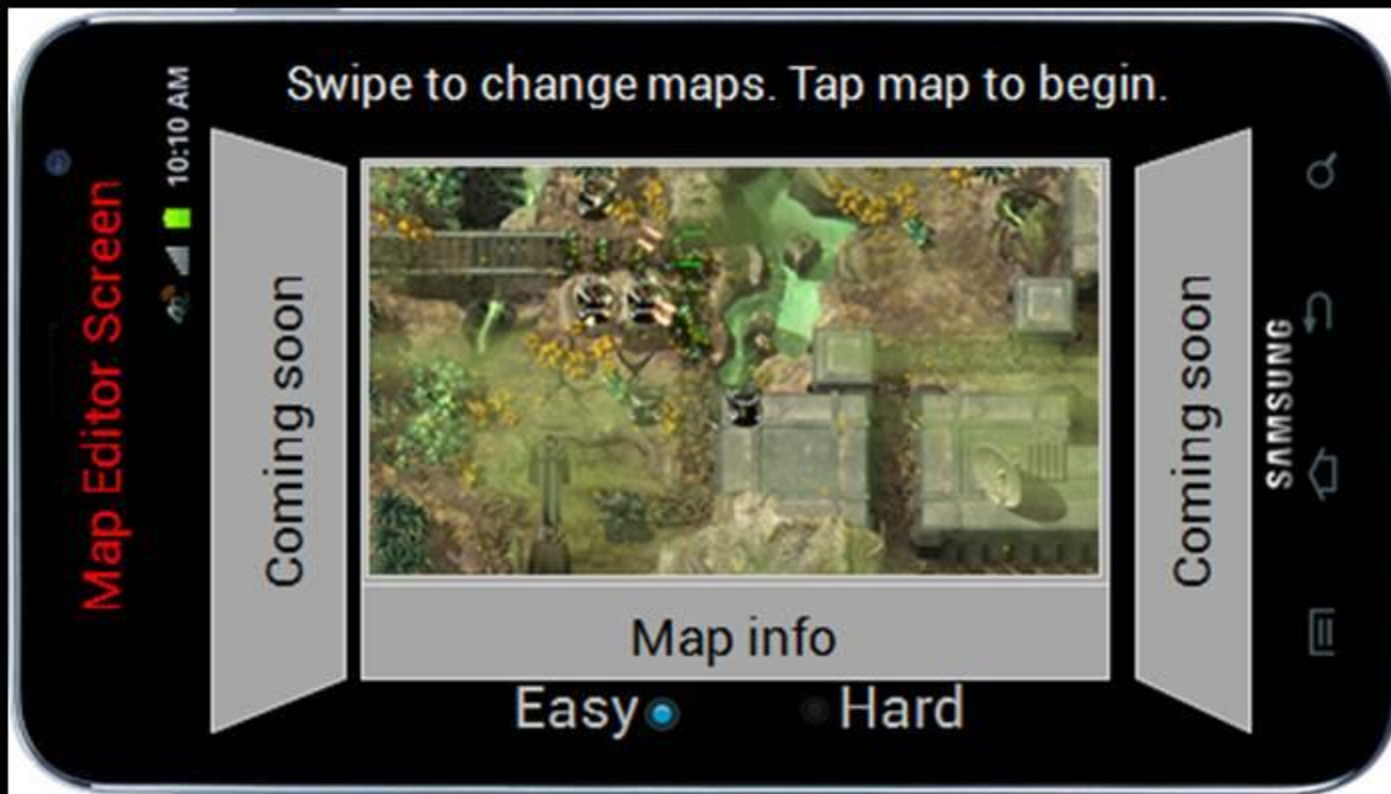 Map Editor Screen
10:10 AM
Swipe to change maps. Tap map to begin.
Coming soon
Map info
Coming soon
Easy
Hard
SAMSUNG